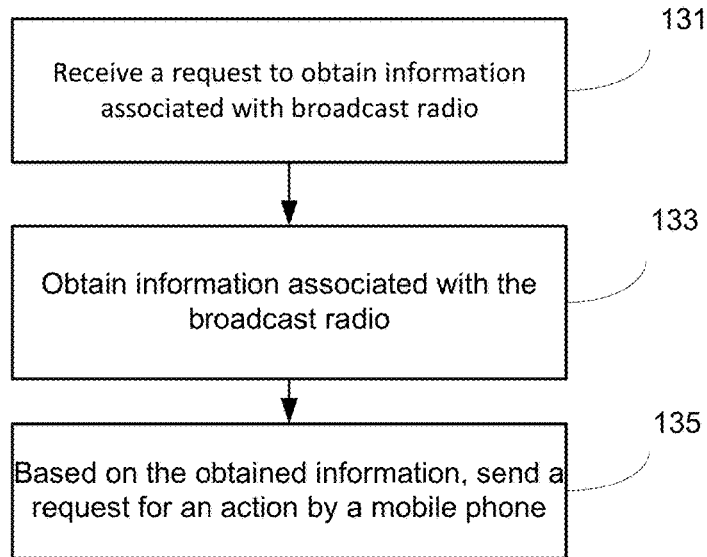 131
Receive a request to obtain information
associated with broadcast radio
133
Obtain information associated with the
broadcast radio
135
Based on the obtained information, send a
request for an action by a mobile phone